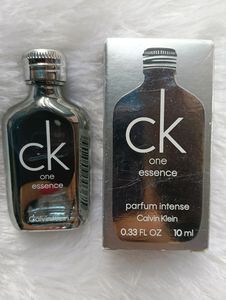 ck
one
essence
Calvin Klein
ck
one
essence
parfum intense
Calvin Klein
0.33 FL OZ 10 ml